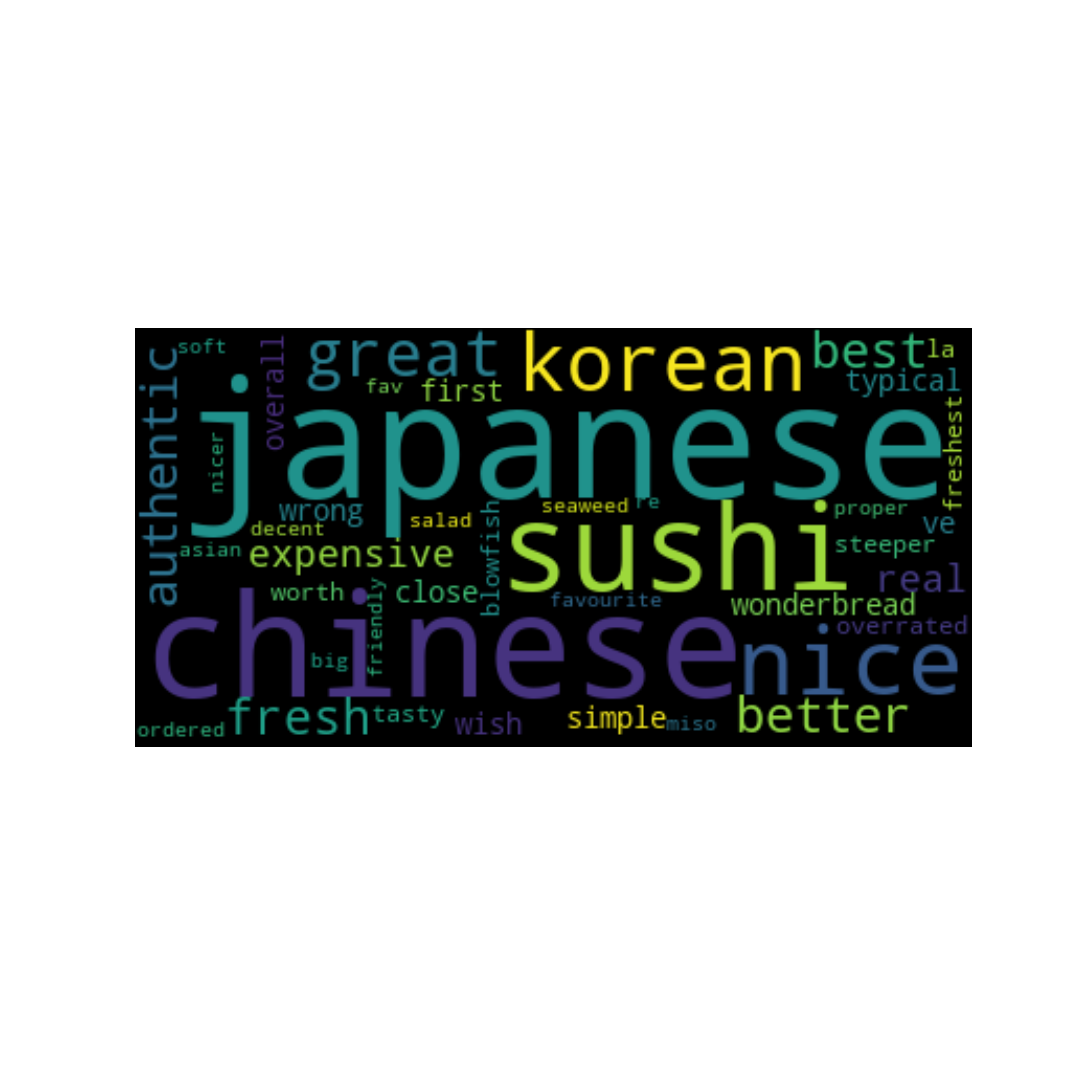 soft
overall
great
korean
best
la
authentic
fav
first
typical
japanese
nicer
freshest
wrong
salad
blowfish
seaweed
re
proper
ve
decent
sushi
asian
expensive
steeper
worth
friendly
close
favourite
wonderbread
real
chinese
overrated
big
nice
ordered
fresh
tasty
wish
simple
miso
better